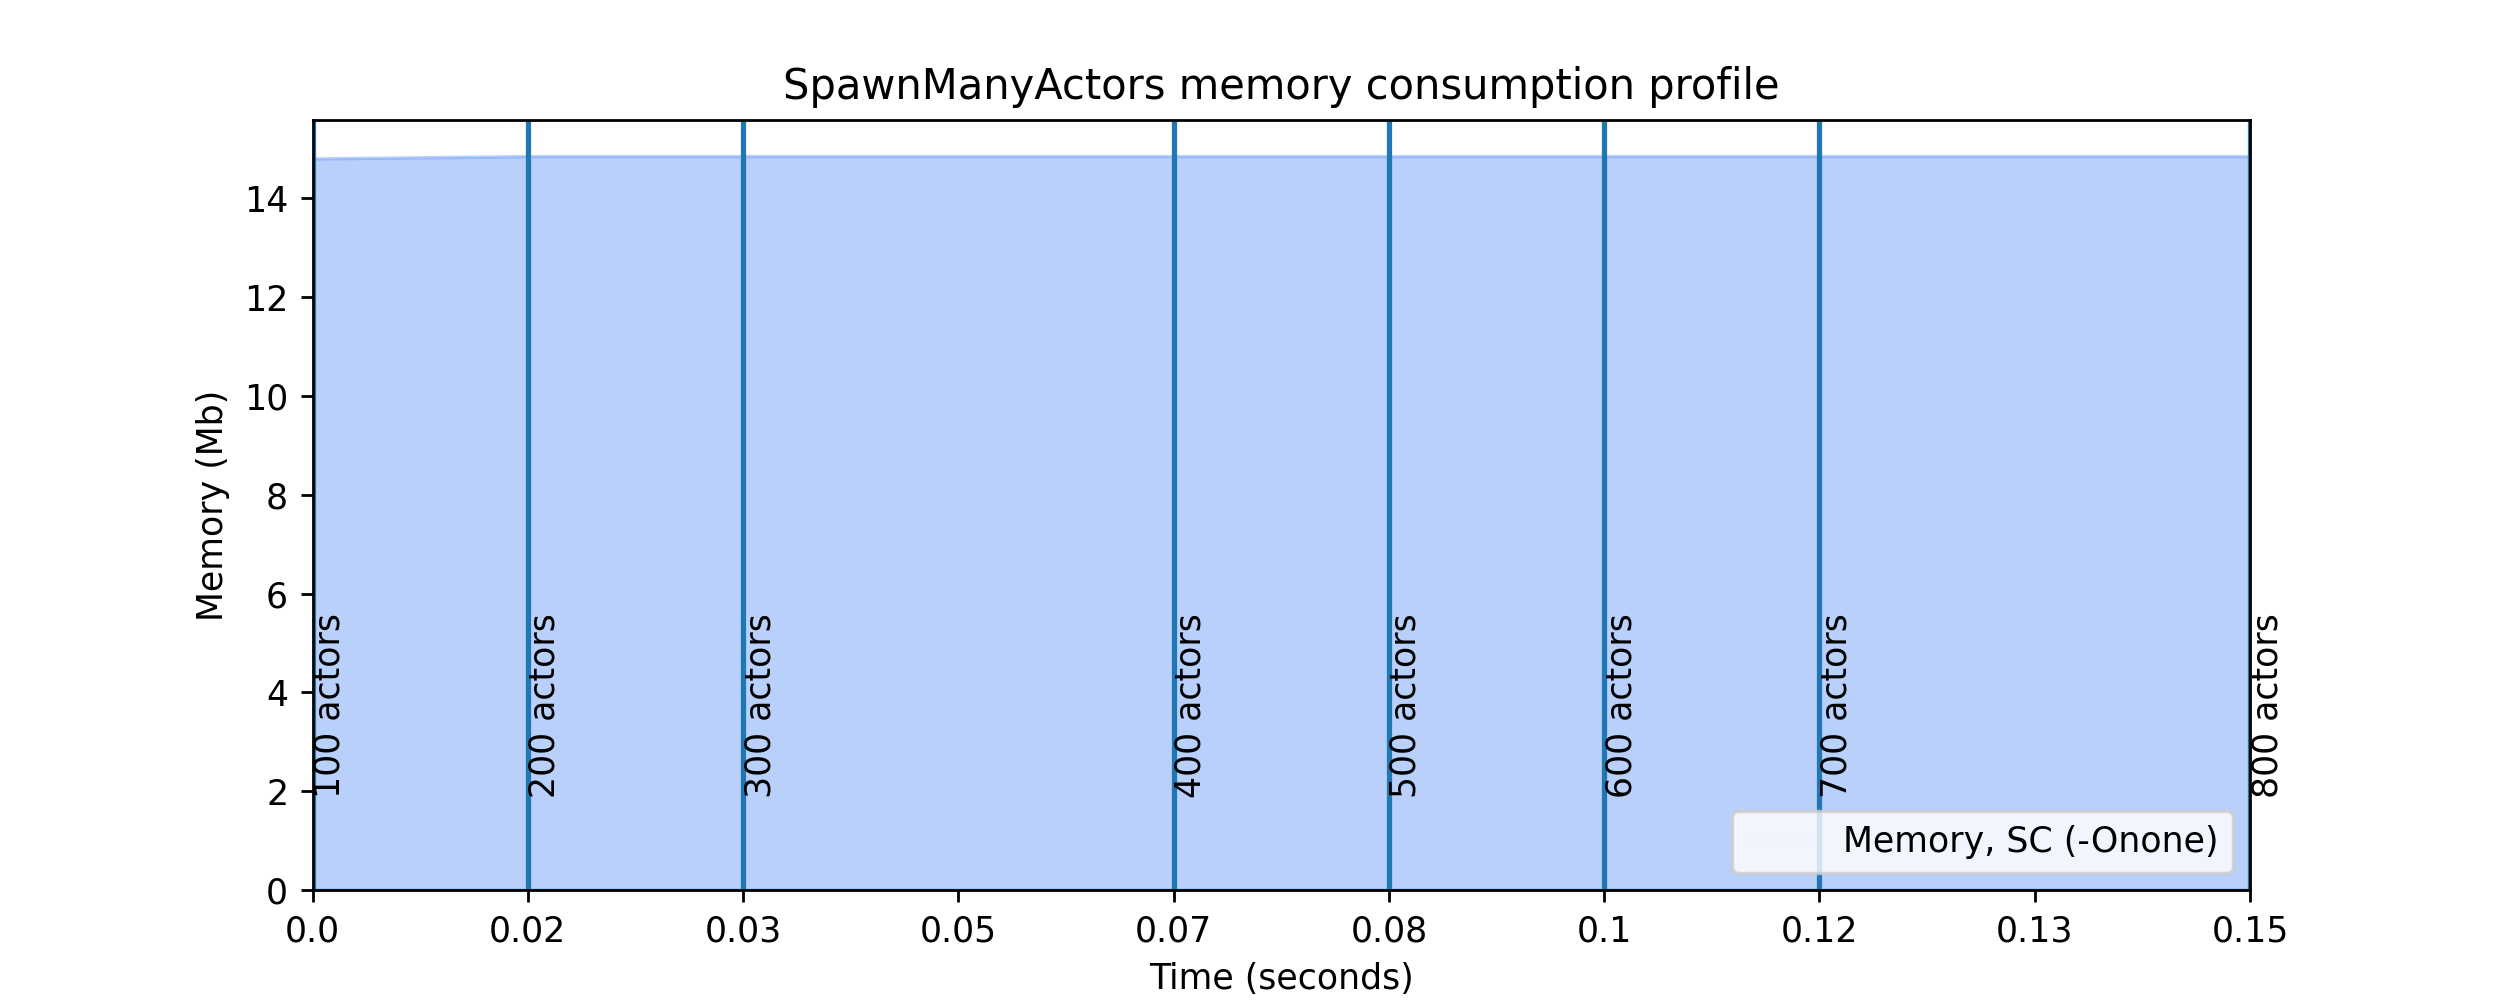 SpawnManyActors memory consumption profile
Memory (Mb)
14
12
10
8
6
4
2
0
100 actors
200 actors
300 actors
400 actors
500 actors
600 actors
700 actors
800 actors
Memory, SC (-Onone)
0.0 0.02 0.03 0.05 0.07 0.08 0.1 0.12 0.13 0.15
Time (seconds)